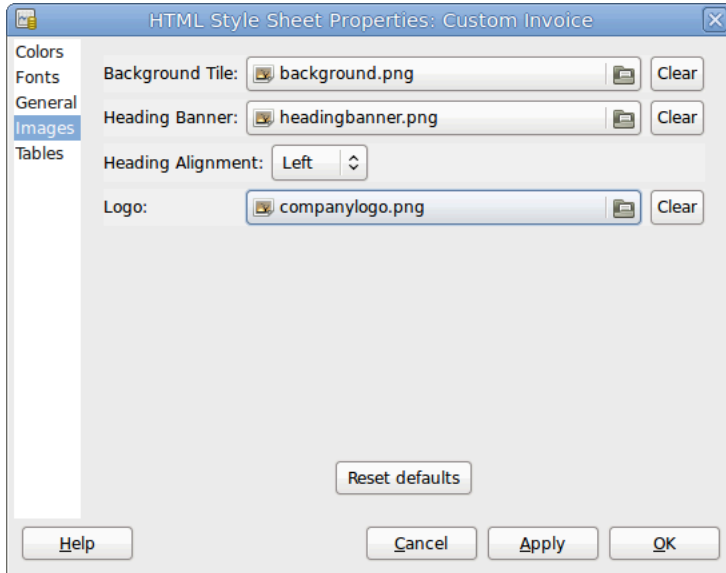 HTML Style Sheet Properties: Custom Invoice
Colors
Fonts
General
Images
Tables
Background Tile: background.png Clear
Heading Banner: headingbanner.png Clear
Heading Alignment: Left
Logo: companylogo.png Clear
Reset defaults
Help Cancel Apply OK